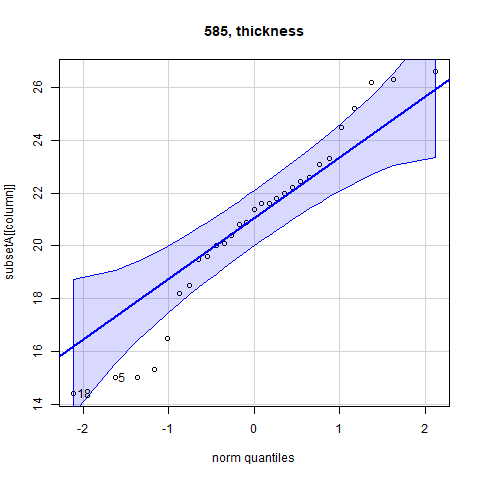 585, thickness
subsetA[[column]]
26
24
22
20
18
16
14
18
5
-2 -1 0 1 2
norm quantiles